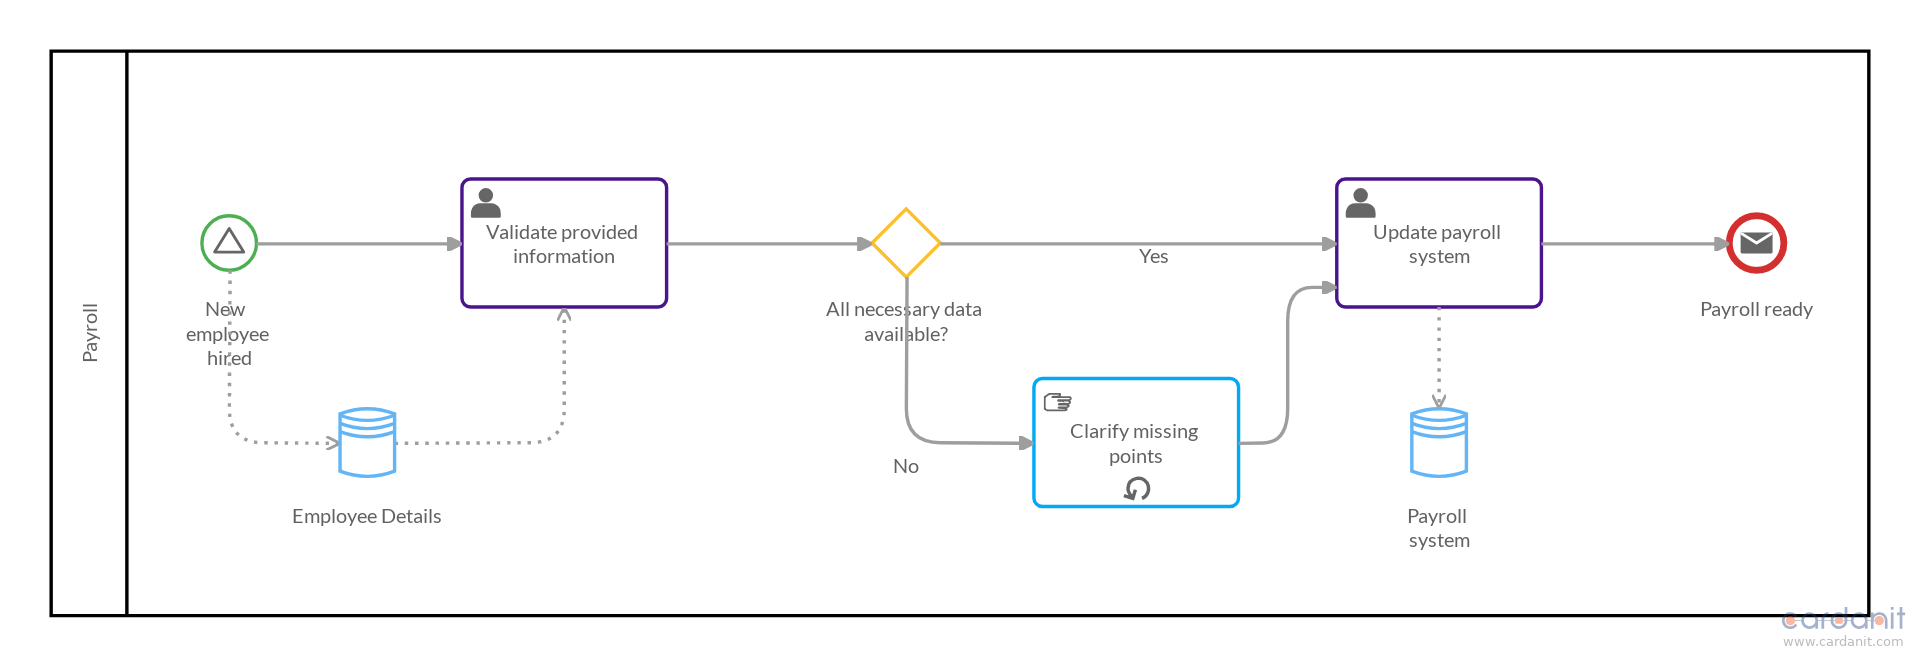 Payroll
New
employee
hired
Employee Details
Validate provided
information
All necessary data
available?
Yes
No
Clarify missing
points
Update payroll
system
Payroll
system
Payroll ready
cardanit
www.cardanit.com